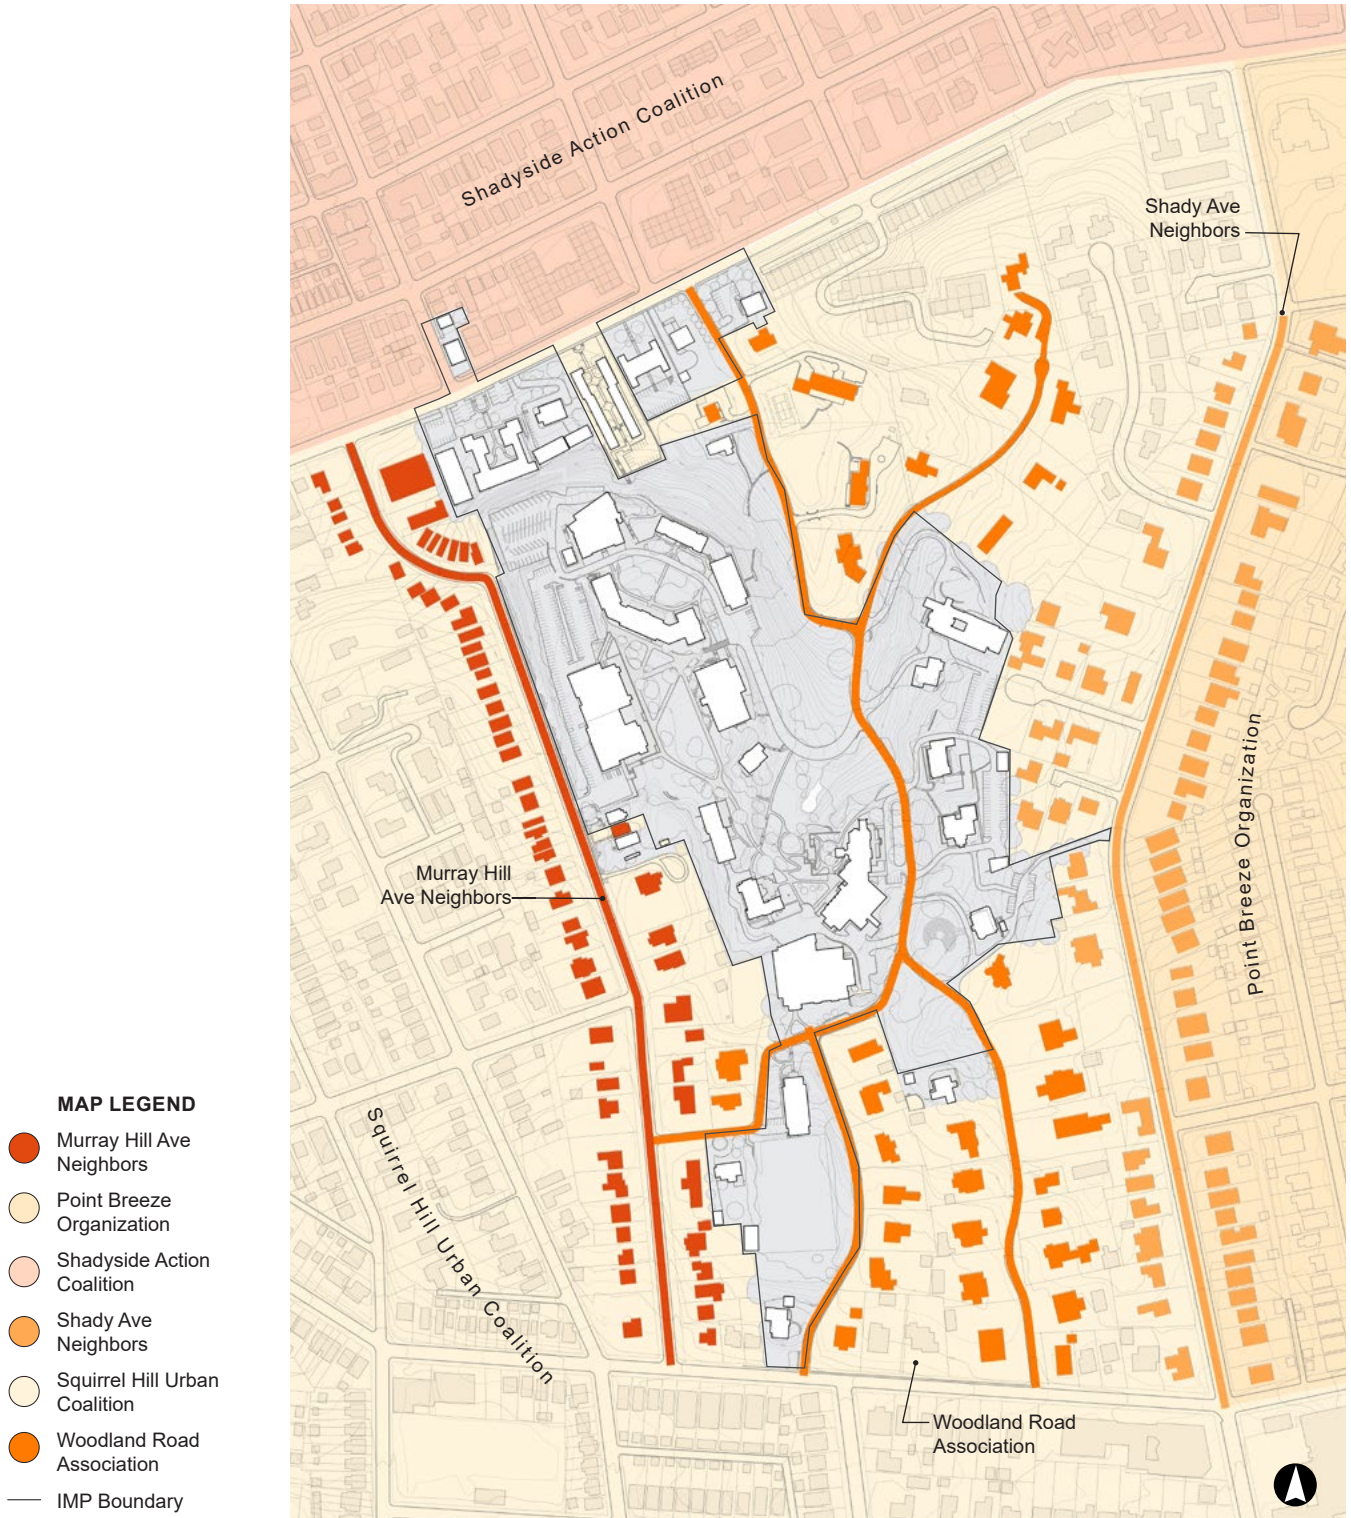 Shadyside Action Coalition
Shady Ave
Neighbors
Point Breeze Organization
Murray Hill
Ave Neighbors
Squirrel Hill Urban Coalition
Woodland Road
Association
MAP LEGEND
Murray Hill Ave
Neighbors
Point Breeze
Organization
Shadyside Action
Coalition
Shady Ave
Neighbors
Squirrel Hill Urban
Coalition
Woodland Road
Association
IMP Boundary